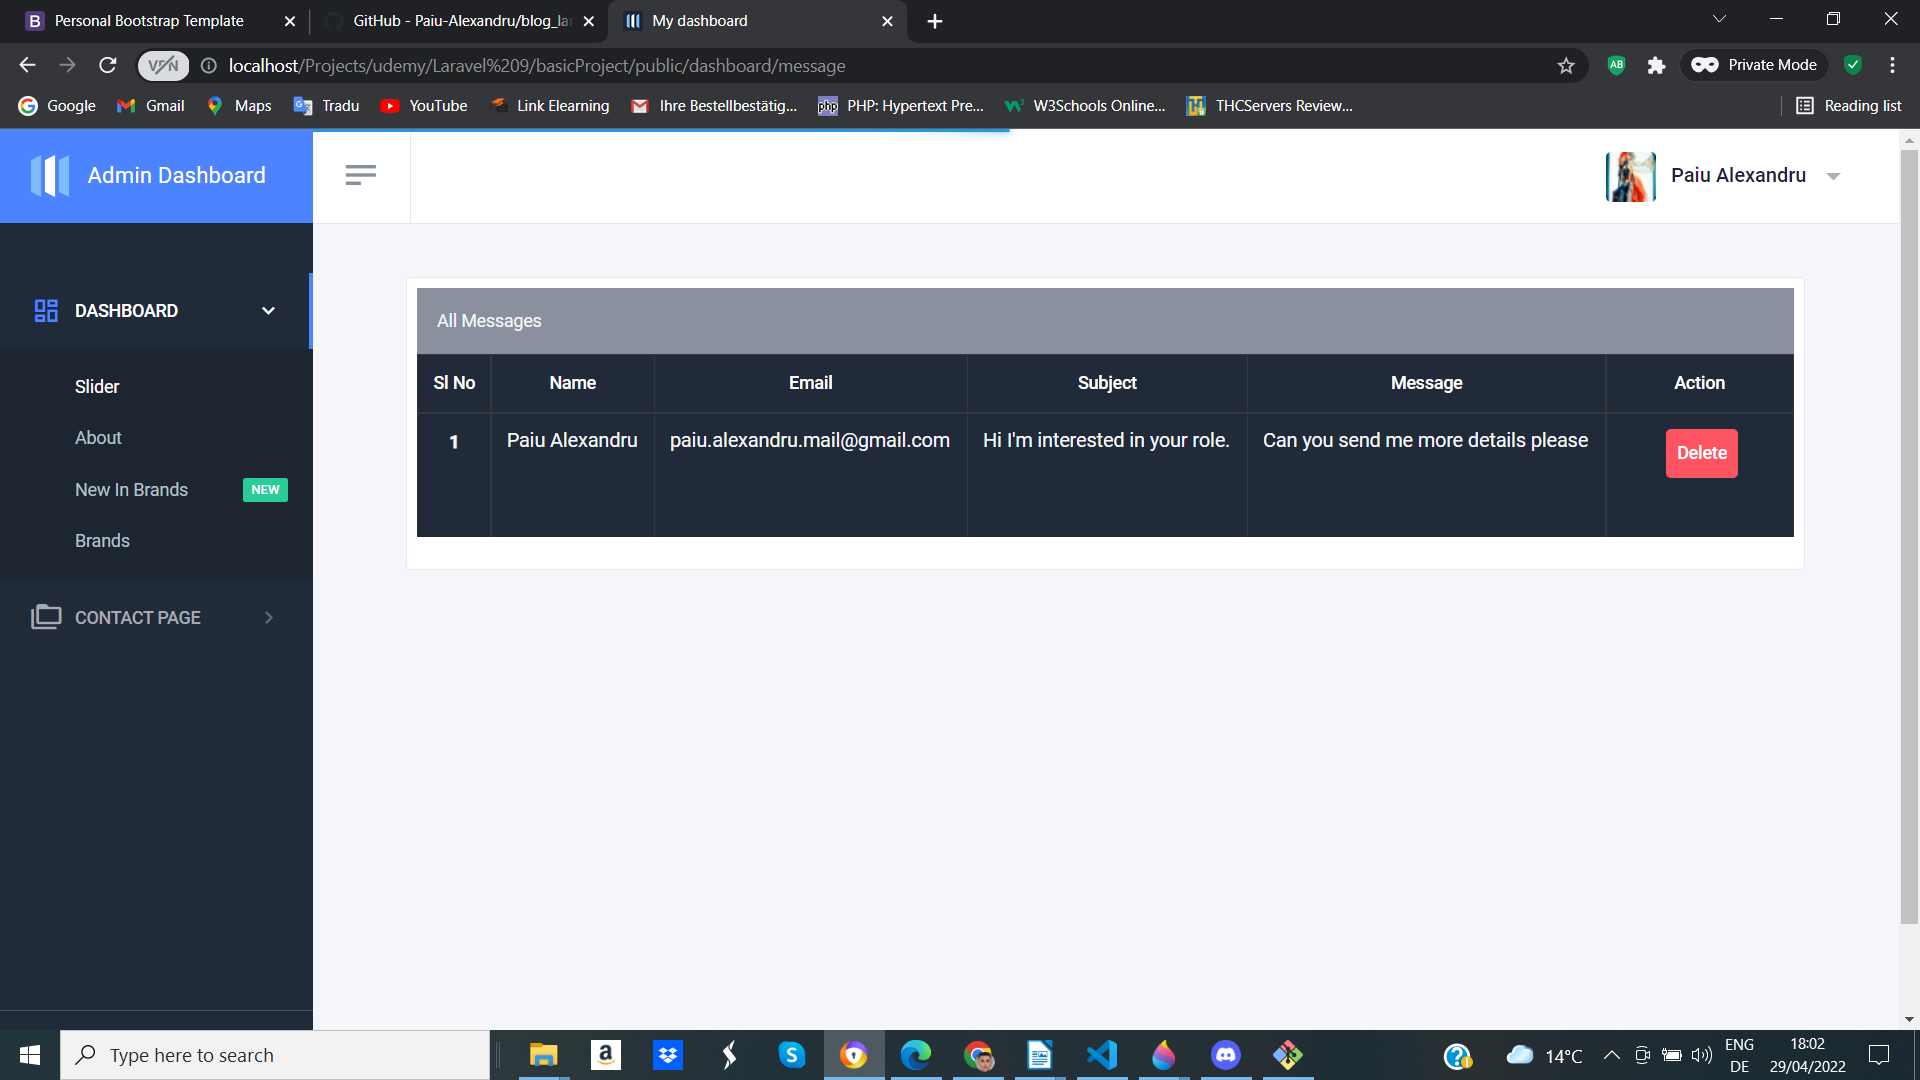 Personal Bootstrap Template
GitHub - Paiu-Alexandru/blog_la
My dashboard
VPN
localhost/Projects/udemy/Laravel%209/basicProject/public/dashboard/message
Private Mode
Google
Gmail
Maps
Tradu
YouTube
Link Elearning
Ihre Bestellbestätig...
PHP: Hypertext Pre...
W3Schools Online...
THCServers Review...
Reading list
Admin Dashboard
Paiu Alexandru
DASHBOARD
Slider
About
New In Brands
NEW
Brands
CONTACT PAGE
All Messages
Sl No
Name
Email
Subject
Message
Action
1
Paiu Alexandru
paiu.alexandru.mail@gmail.com
Hi I'm interested in your role.
Can you send me more details please
Delete
Type here to search
14°C
ENG
DE
18:02
29/04/2022